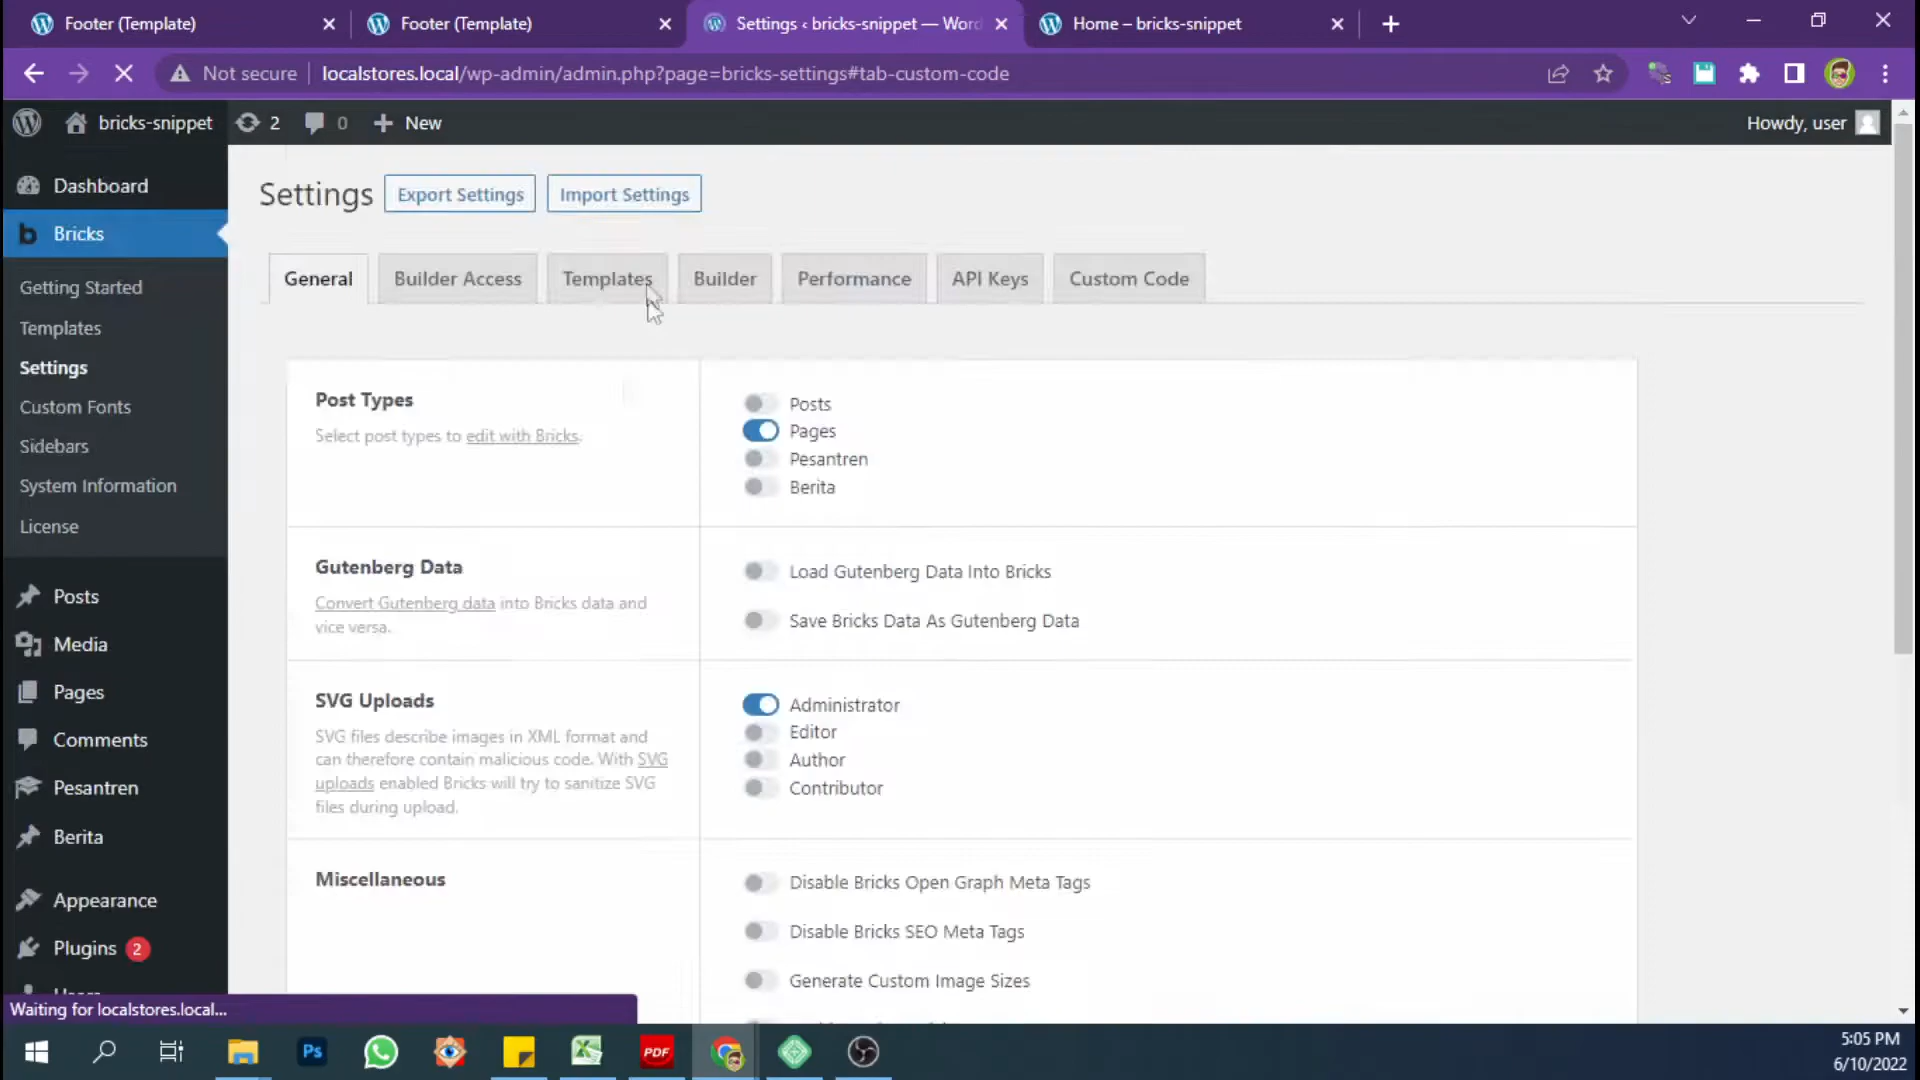 Footer (Template)
Footer (Template)
Settings ‹ bricks-snippet — Word
Home – bricks-snippet
Not secure
localstores.local/wp-admin/admin.php?page=bricks-settings#tab-custom-code
bricks-snippet
2
0
New
Howdy, user
Dashboard
Bricks
Getting Started
Templates
Settings
Custom Fonts
Sidebars
System Information
License
Posts
Media
Pages
Comments
Pesantren
Berita
Appearance
Plugins 2
Settings
Export Settings
Import Settings
General
Builder Access
Templates
Builder
Performance
API Keys
Custom Code
Post Types
Select post types to edit with Bricks.
Posts
Pages
Pesantren
Berita
Gutenberg Data
Convert Gutenberg data into Bricks data and
vice versa.
Load Gutenberg Data Into Bricks
Save Bricks Data As Gutenberg Data
SVG Uploads
SVG files describe images in XML format and
can therefore contain malicious code. With SVG
uploads enabled Bricks will try to sanitize SVG
files during upload.
Administrator
Editor
Author
Contributor
Miscellaneous
Disable Bricks Open Graph Meta Tags
Disable Bricks SEO Meta Tags
Generate Custom Image Sizes
Waiting for localstores.local...
Ps
PDF
5:05 PM
6/10/2022